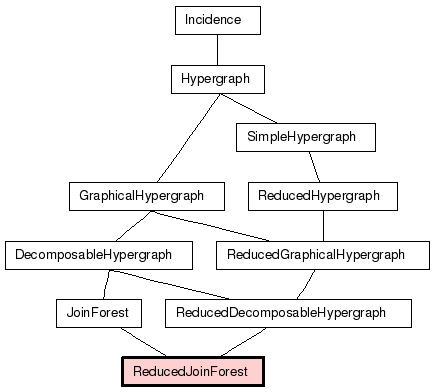 Incidence
Hypergraph
SimpleHypergraph
GraphicalHypergraph
ReducedHypergraph
DecomposableHypergraph
ReducedGraphicalHypergraph
JoinForest
ReducedDecomposableHypergraph
ReducedJoinForest